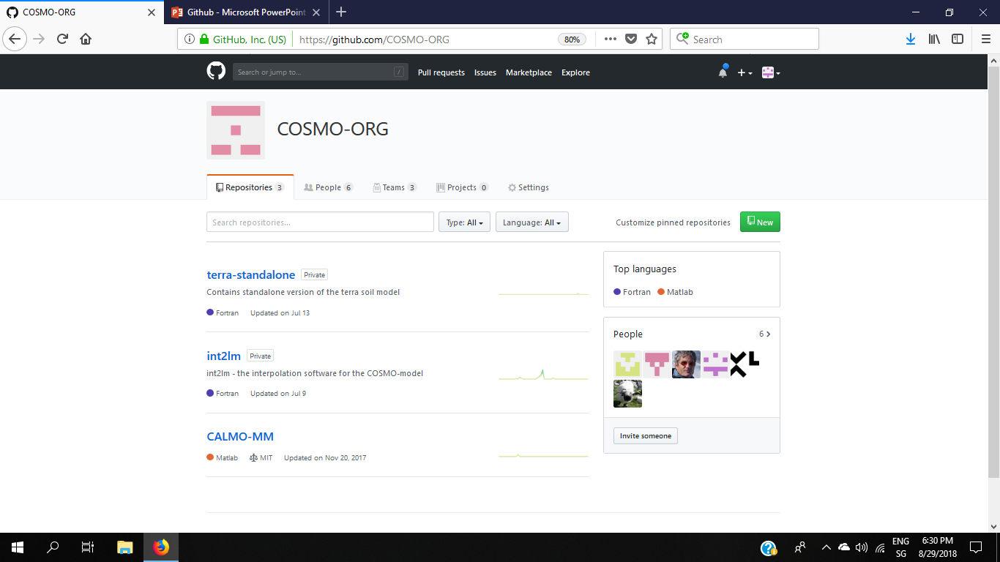 COSMO-ORG
Github - Microsoft PowerPoint
GitHub, Inc. (US)
https://github.com/COSMO-ORG
80%
Search
Search or jump to...
/
Pull requests
Issues
Marketplace
Explore
COSMO-ORG
Repositories 3
People 6
Teams 3
Projects 0
Settings
Search repositories...
Type: All
Language: All
Customize pinned repositories
New
terra-standalone Private
Contains standalone version of the terra soil model
Fortran Updated on Jul 13
int2lm Private
int2lm - the interpolation software for the COSMO-model
Fortran Updated on Jul 9
CALMO-MM
Matlab MIT Updated on Nov 20, 2017
Top languages
Fortran Matlab
People 6
XL
Invite someone
ENG
SG
6:30 PM
8/29/2018